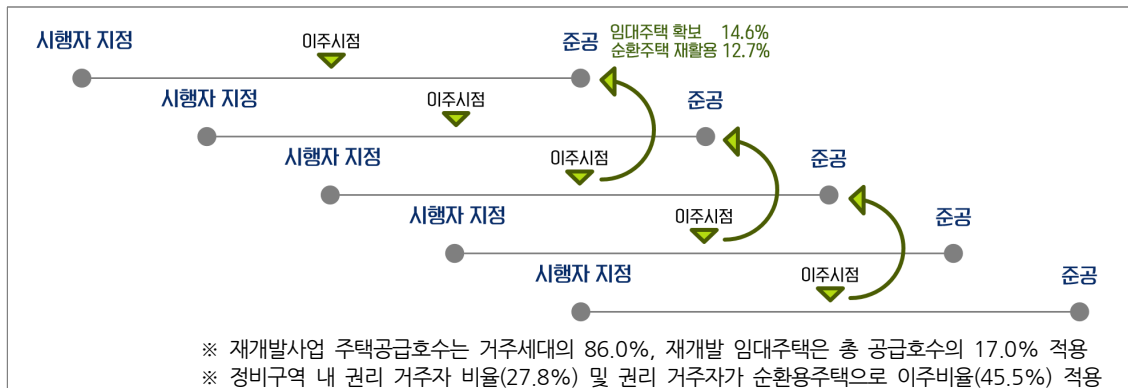 시행자 지정
이주시점
준공
임대주택 확보 14.6%
순환주택 재활용 12.7%
시행자 지정
이주시점
준공
시행자 지정
이주시점
준공
시행자 지정
이주시점
준공
시행자 지정
이주시점
준공
※ 재개발사업 주택공급호수는 거주세대의 86.0%, 재개발 임대주택은 총 공급호수의 17.0% 적용
※ 정비구역 내 권리 거주자 비율(27.8%) 및 권리 거주자가 순환용주택으로 이주비율(45.5%) 적용